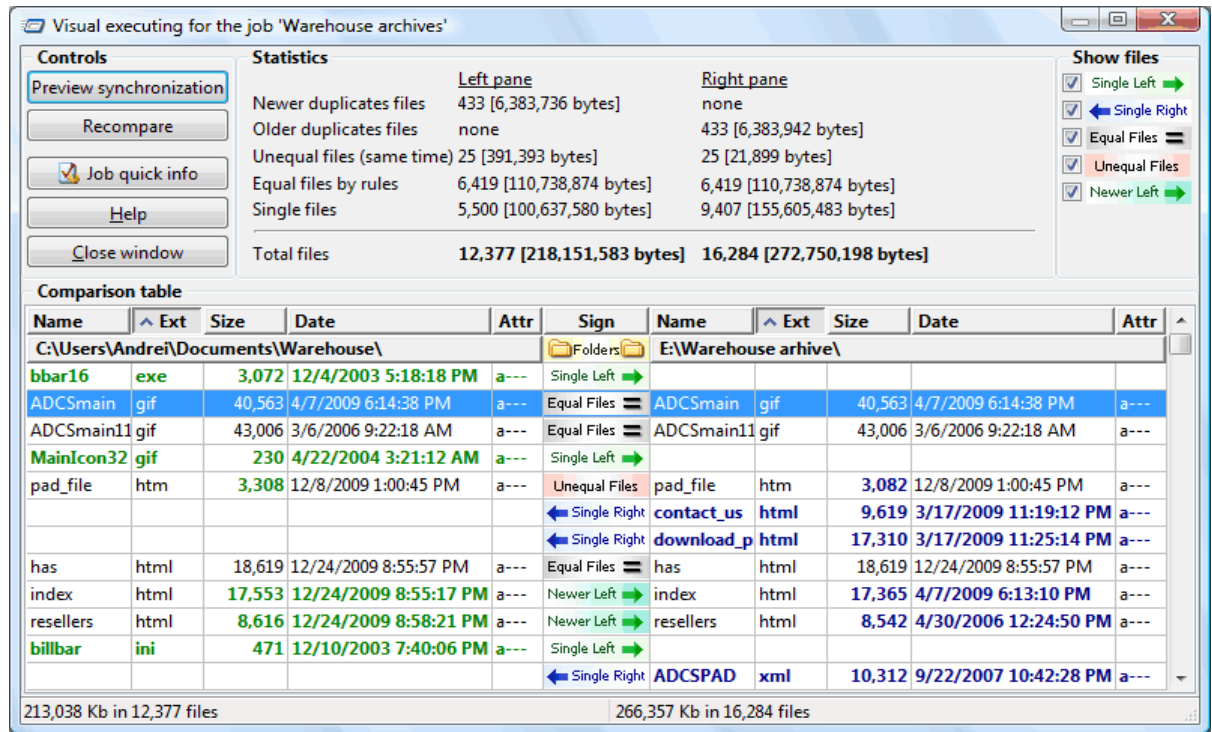 Visual executing for the job 'Warehouse archives'
Controls
Preview synchronization
Recompare
Job quick info
Help
Close window
Statistics
Left pane Right pane
Newer duplicates files 433 [6,383,736 bytes] none
Older duplicates files none 433 [6,383,942 bytes]
Unequal files (same time) 25 [391,393 bytes] 25 [21,899 bytes]
Equal files by rules 6,419 [110,738,874 bytes] 6,419 [110,738,874 bytes]
Single files 5,500 [100,637,580 bytes] 9,407 [155,605,483 bytes]
Total files 12,377 [218,151,583 bytes] 16,284 [272,750,198 bytes]
Show files
Single Left
Single Right
Equal Files
Unequal Files
Newer Left
Comparison table
Name Ext Size Date Attr Sign Name Ext Size Date Attr
C:\Users\Andrei\Documents\Warehouse\ Folders E:\Warehouse arhive\
bbar16 exe 3,072 12/4/2003 5:18:18 PM a--- Single Left
ADCSmain gif 40,563 4/7/2009 6:14:38 PM a--- Equal Files ADCSmain gif 40,563 4/7/2009 6:14:38 PM a---
ADCSmain11 gif 43,006 3/6/2006 9:22:18 AM a--- Equal Files ADCSmain11 gif 43,006 3/6/2006 9:22:18 AM a---
MainIcon32 gif 230 4/22/2004 3:21:12 AM a--- Single Left
pad_file htm 3,308 12/8/2009 1:00:45 PM a--- Unequal Files pad_file htm 3,082 12/8/2009 1:00:45 PM a---
Single Right contact_us html 9,619 3/17/2009 11:19:12 PM a---
Single Right download_p html 17,310 3/17/2009 11:25:14 PM a---
has html 18,619 12/24/2009 8:55:57 PM a--- Equal Files has html 18,619 12/24/2009 8:55:57 PM a---
index html 17,553 12/24/2009 8:55:17 PM a--- Newer Left index html 17,365 4/7/2009 6:13:10 PM a---
resellers html 8,616 12/24/2009 8:58:21 PM a--- Newer Left resellers html 8,542 4/30/2006 12:24:50 PM a---
billbar ini 471 12/10/2003 7:40:06 PM a--- Single Left
Single Right ADCSPAD xml 10,312 9/22/2007 10:42:28 PM a---
213,038 Kb in 12,377 files 266,357 Kb in 16,284 files